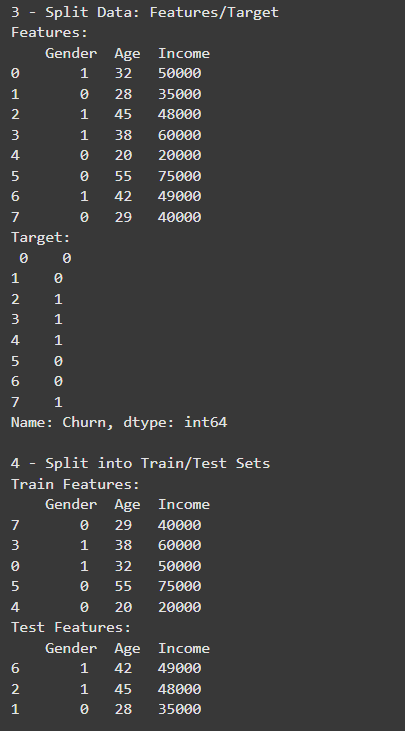 3 - Split Data: Features/Target
Features:
    Gender  Age  Income
0        1   32   50000
1        0   28   35000
2        1   45   48000
3        1   38   60000
4        0   20   20000
5        0   55   75000
6        1   42   49000
7        0   29   40000
Target:
 0    0
1    0
2    1
3    1
4    1
5    0
6    0
7    1
Name: Churn, dtype: int64

4 - Split into Train/Test Sets
Train Features:
    Gender  Age  Income
7        0   29   40000
3        1   38   60000
0        1   32   50000
5        0   55   75000
4        0   20   20000
Test Features:
    Gender  Age  Income
6        1   42   49000
2        1   45   48000
1        0   28   35000